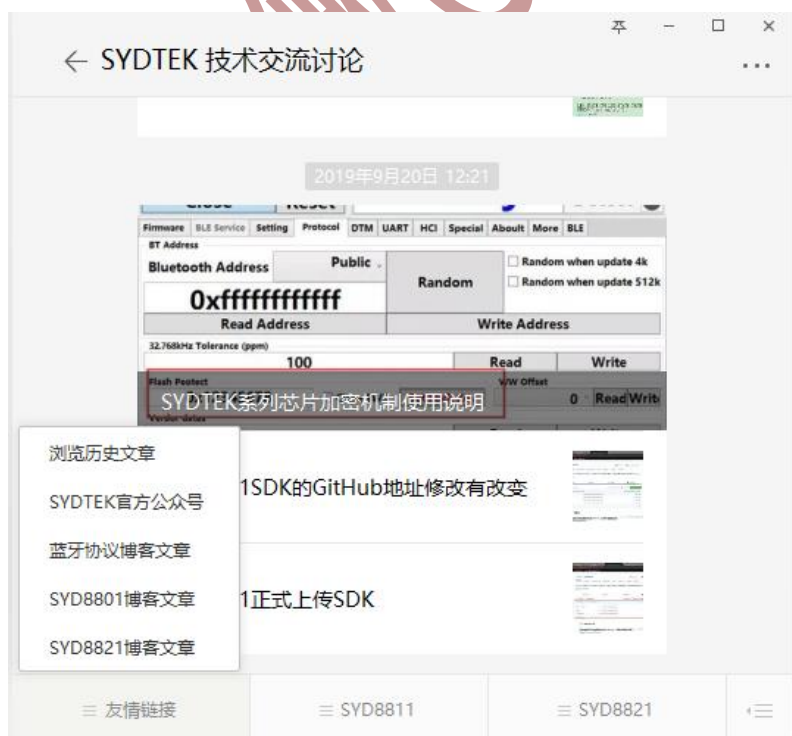 SYDTEK 技术交流讨论
2019年9月20日 12:21
Close Reset
Firmware BLE Service Setting Protocol DTM UART HCI Special Aboult More BLE
BT Address
Bluetooth Address Public Random when update 4k
Random Random when update 512k
0xffffffffffff
Read Address Write Address
32.768kHz Tolerance (ppm)
100 Read Write
Flash Peotect V/W Offset
0 Read Writ
SYDTEK系列芯片加密机制使用说明
浏览历史文章
SYDTEK官方公众号
1SDK的GitHub地址修改有改变
蓝牙协议博客文章
SYD8801博客文章
1正式上传SDK
SYD8821博客文章
友情链接 SYD8811 SYD8821